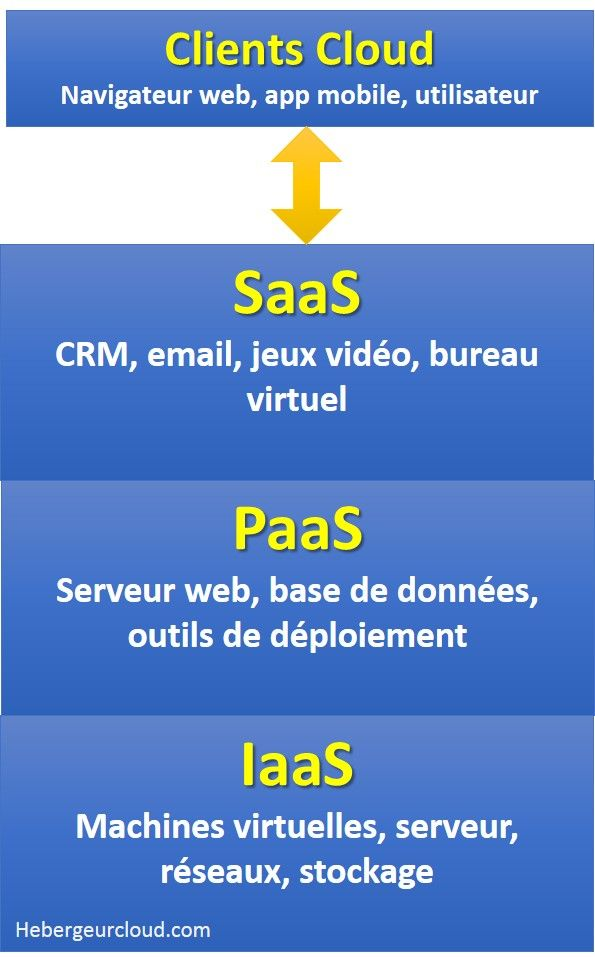 Clients Cloud
Navigateur web, app mobile, utilisateur
SaaS
CRM, email, jeux vidéo, bureau
virtuel
PaaS
Serveur web, base de données,
outils de déploiement
IaaS
Machines virtuelles, serveur,
réseaux, stockage
Hebergeurcloud.com